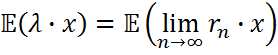 𝔼(λ · x) = 𝔼(lim_{n→∞} r_n · x)